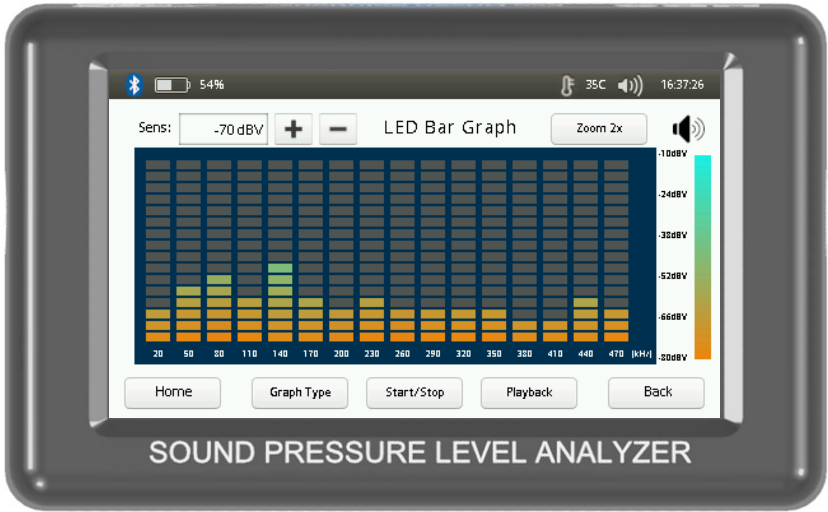 54% 35C 16:37:26
Sens: -70 dBV + − LED Bar Graph Zoom 2x
-10dBV
-24dBV
-38dBV
-52dBV
-66dBV
-80dBV
20 50 80 110 140 170 200 230 260 290 320 350 380 410 440 470 |kHz|
Home Graph Type Start/Stop Playback Back
SOUND PRESSURE LEVEL ANALYZER